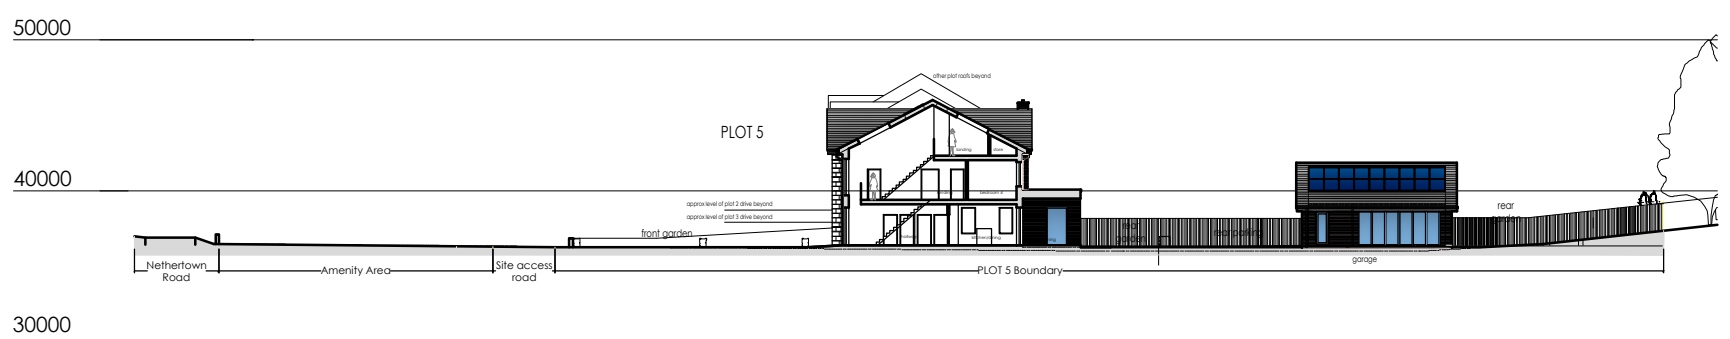 50000
other plot roofs beyond
PLOT 5
landing
store
40000
bedroom 4
approx level of plot 2 drive beyond
approx level of plot 3 drive beyond
front garden
rear
garden
rear parking
rear
garden
garage
Nethertown
Road
Amenity Area
Site access
road
PLOT 5 Boundary
30000